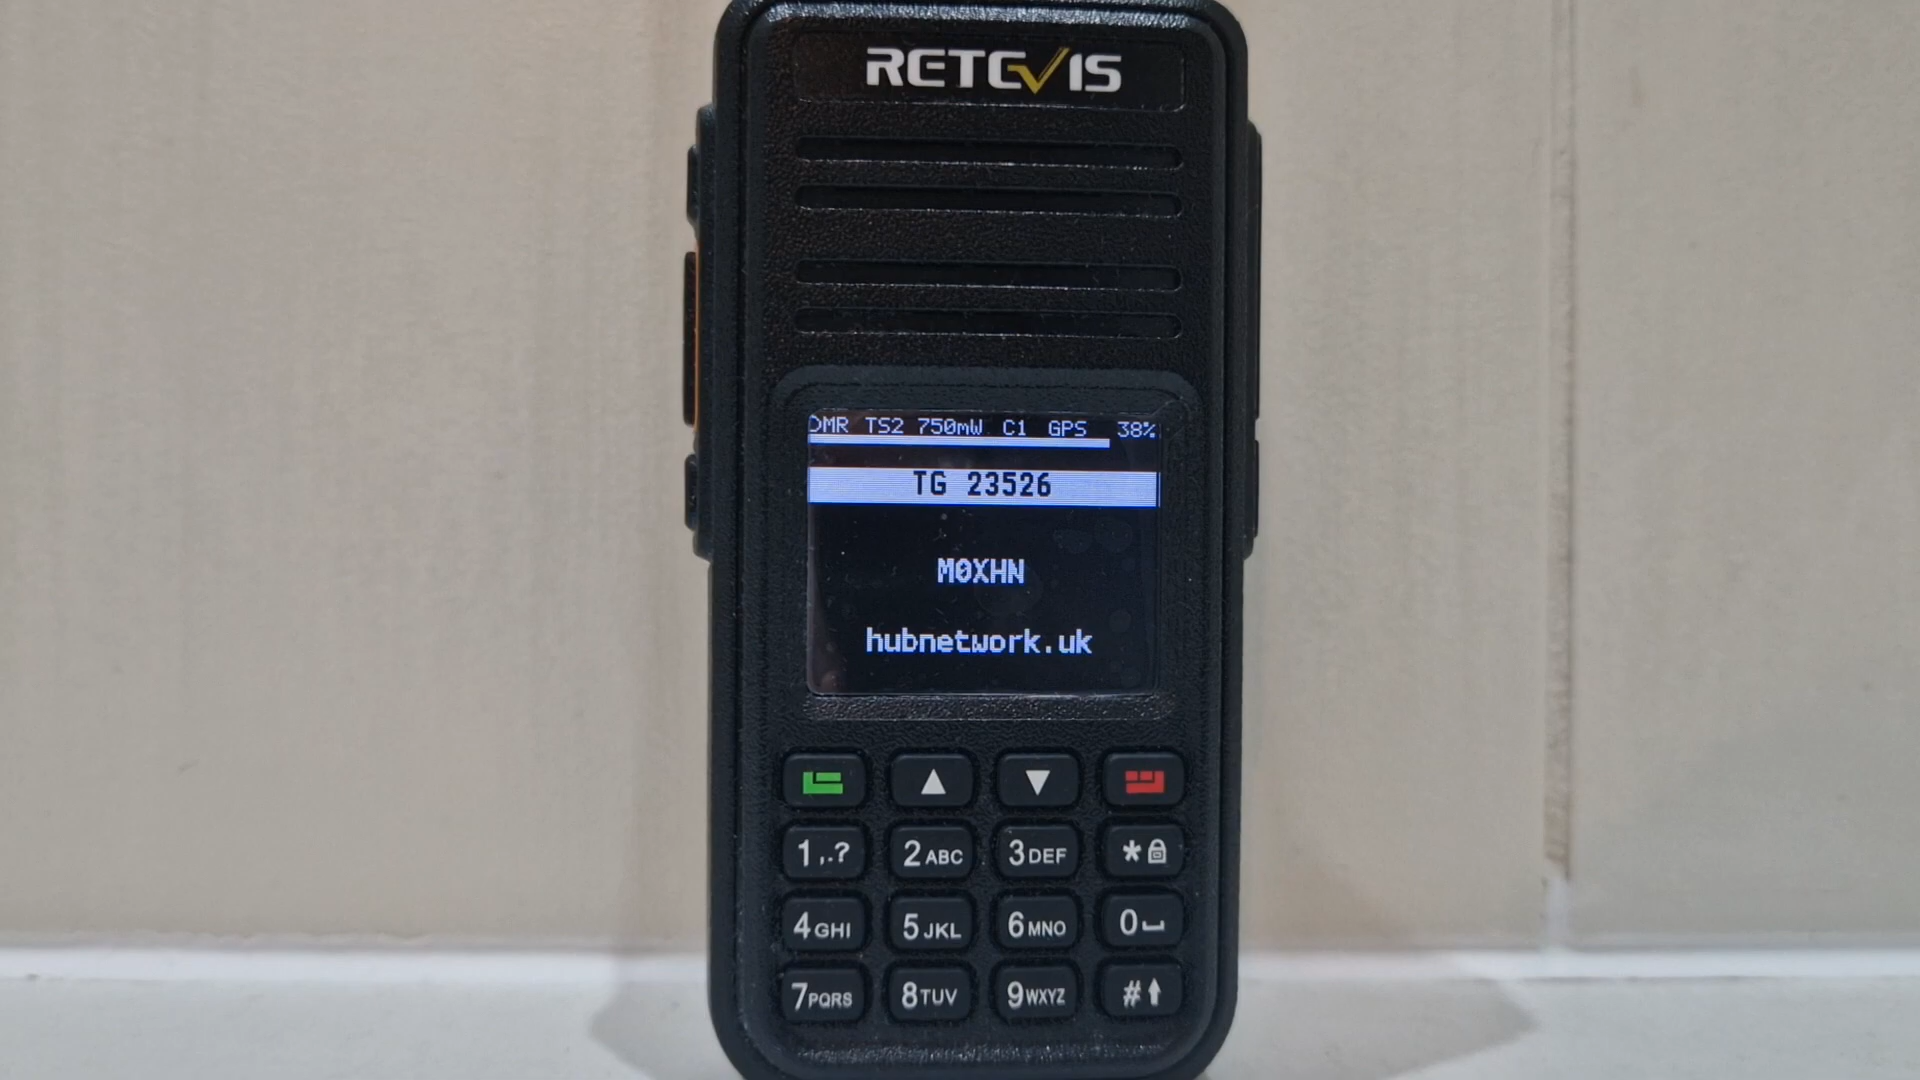 RETEVIS
DMR TS2 750mW C1 GPS 38%
TG 23526
M0XHN
hubnetwork.uk
1,.? 2ABC 3DEF *
4GHI 5JKL 6MNO 0
7PQRS 8TUV 9WXYZ #